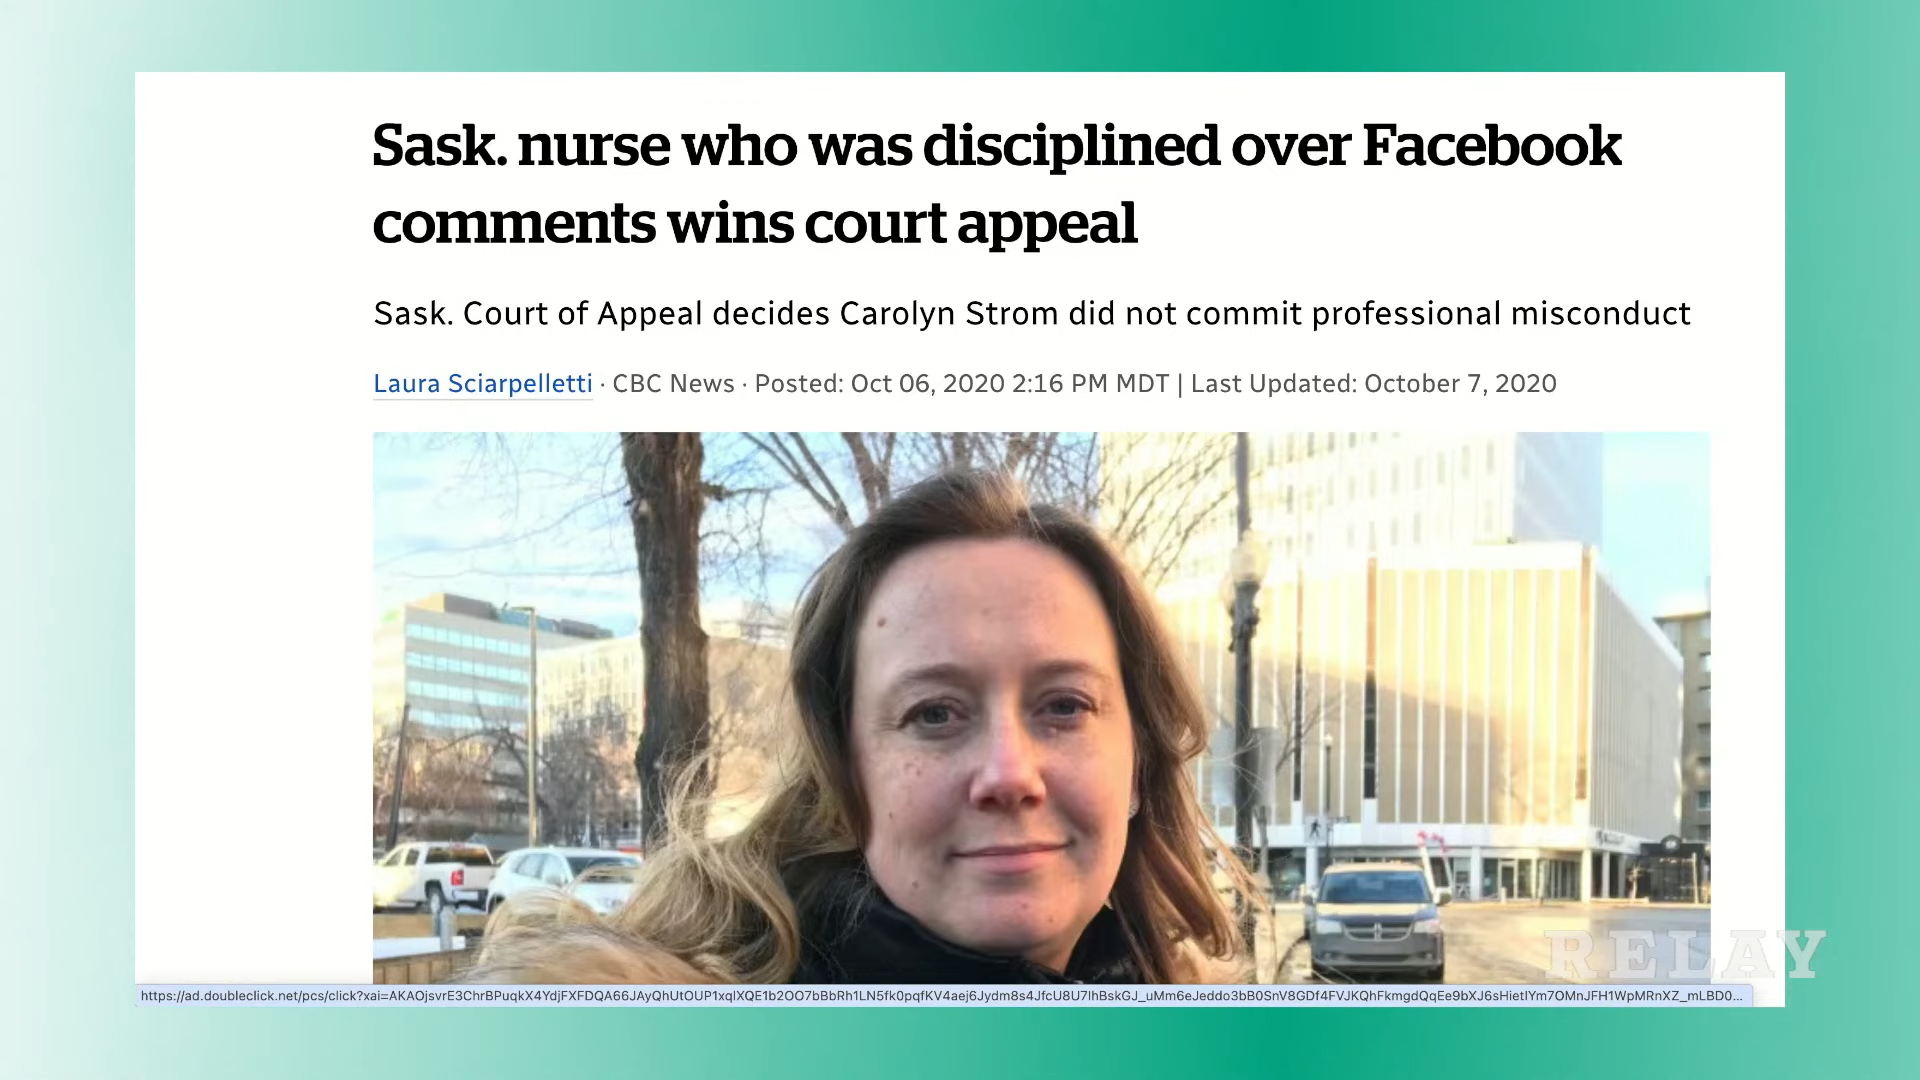 Sask. nurse who was disciplined over Facebook
comments wins court appeal
Sask. Court of Appeal decides Carolyn Strom did not commit professional misconduct
Laura Sciarpelletti · CBC News · Posted: Oct 06, 2020 2:16 PM MDT | Last Updated: October 7, 2020
RELAY